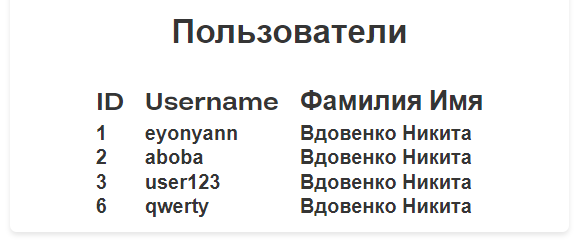 Пользователи
ID Username Фамилия Имя
1 eyonyann Вдовенко Никита
2 aboba Вдовенко Никита
3 user123 Вдовенко Никита
6 qwerty Вдовенко Никита